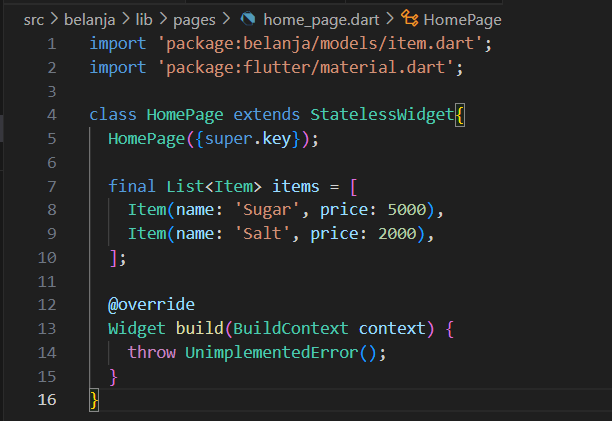 src > belanja > lib > pages > home_page.dart > HomePage
1 import 'package:belanja/models/item.dart';
2 import 'package:flutter/material.dart';
3
4 class HomePage extends StatelessWidget{
5 HomePage({super.key});
6
7 final List<Item> items = [
8 Item(name: 'Sugar', price: 5000),
9 Item(name: 'Salt', price: 2000),
10 ];
11
12 @override
13 Widget build(BuildContext context) {
14 throw UnimplementedError();
15 }
16 }